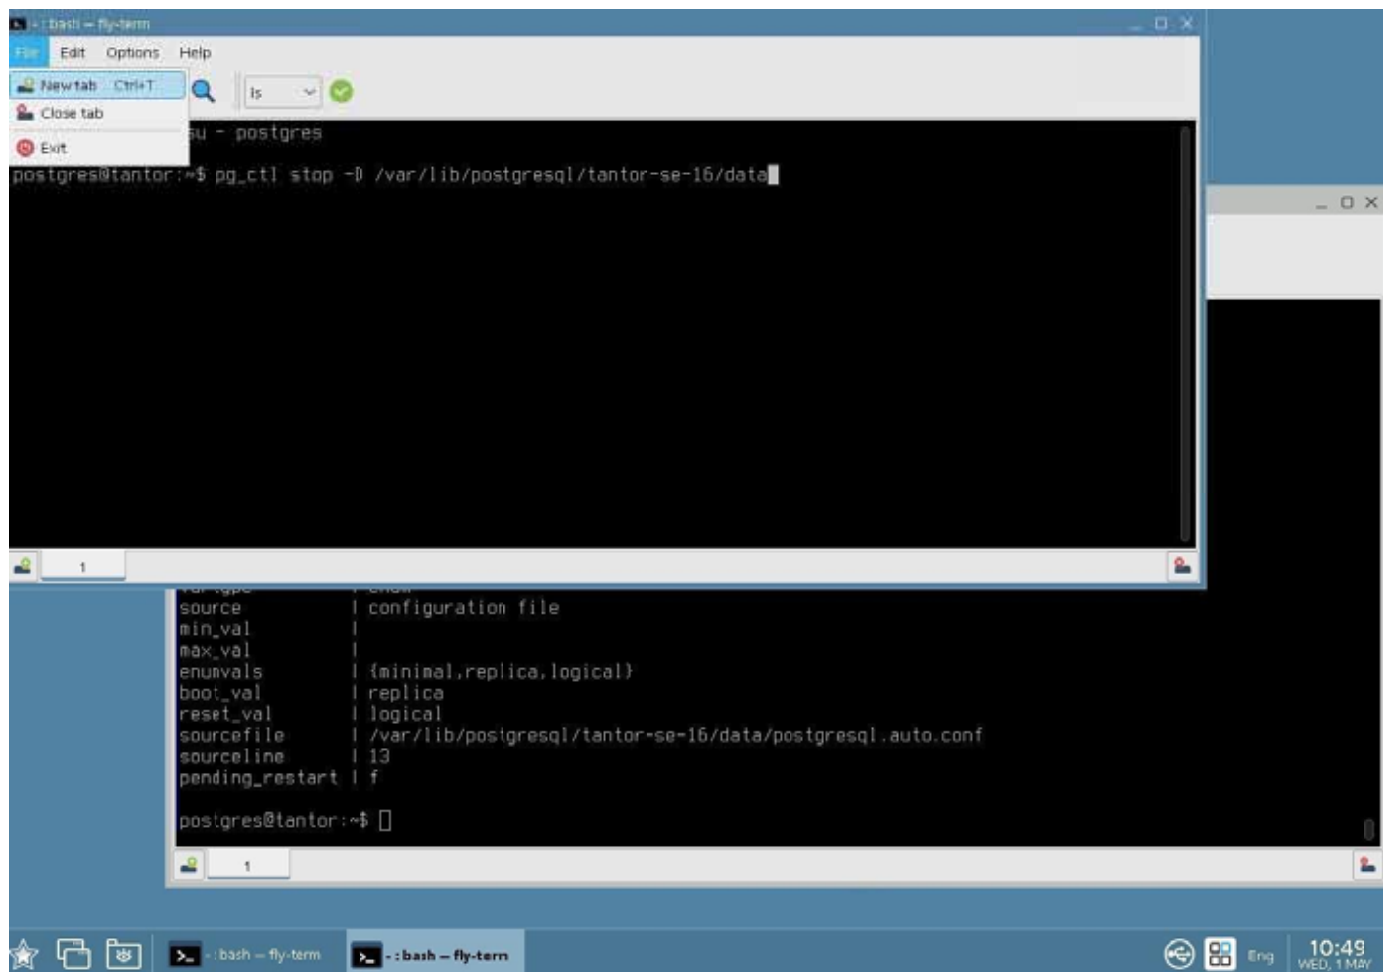 - : bash — fly-term
File Edit Options Help
New tab Ctrl+T
ls
Close tab
su - postgres
Exit
postgres@tantor:~$ pg_ctl stop -D /var/lib/postgresql/tantor-se-16/data
1
source | configuration file
min_val |
max_val |
enumvals | {minimal,replica,logical}
boot_val | replica
reset_val | logical
sourcefile | /var/lib/postgresql/tantor-se-16/data/postgresql.auto.conf
sourceline | 13
pending_restart | f
postgres@tantor:~$
1
- : bash — fly-term
- : bash — fly-term
Eng
10:49
WED, 1 MAY